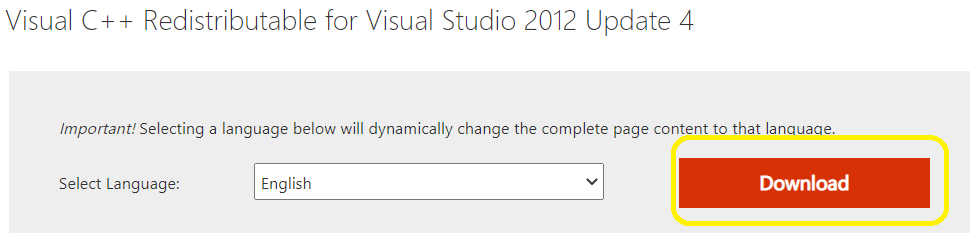 Visual C++ Redistributable for Visual Studio 2012 Update 4
Important! Selecting a language below will dynamically change the complete page content to that language.
Select Language:
English
Download